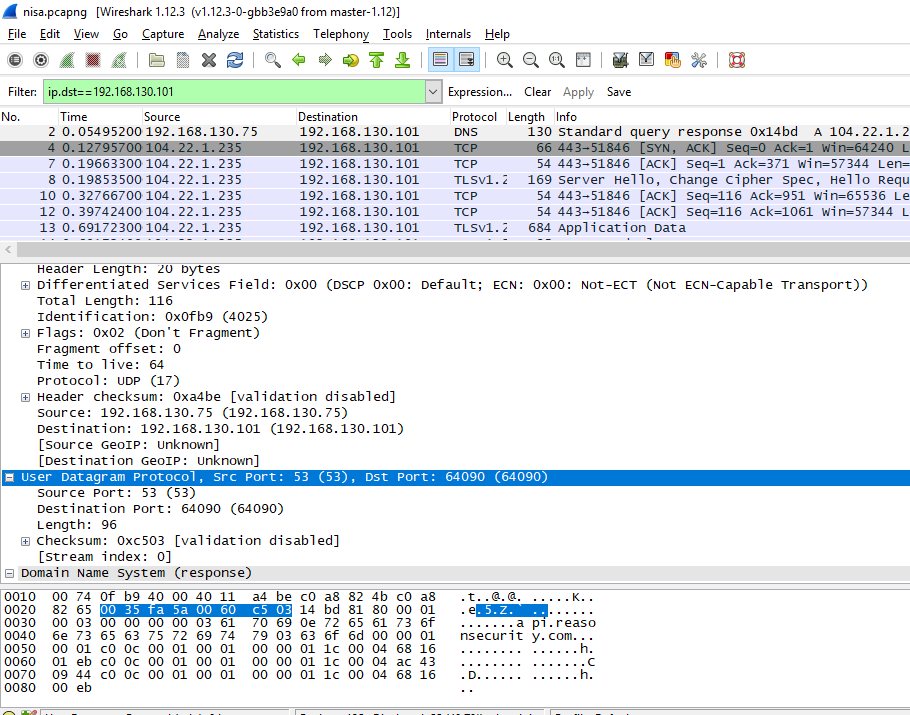 nisa.pcapng [Wireshark 1.12.3 (v1.12.3-0-gbb3e9a0 from master-1.12)]
File Edit View Go Capture Analyze Statistics Telephony Tools Internals Help
Filter: ip.dst==192.168.130.101 Expression... Clear Apply Save
No. Time Source Destination Protocol Length Info
2 0.05495200 192.168.130.75 192.168.130.101 DNS 130 Standard query response 0x14bd A 104.22.1.2
4 0.12795700 104.22.1.235 192.168.130.101 TCP 66 443→51846 [SYN, ACK] Seq=0 Ack=1 Win=64240 L
7 0.19663300 104.22.1.235 192.168.130.101 TCP 54 443→51846 [ACK] Seq=1 Ack=371 Win=57344 Len=
8 0.19853500 104.22.1.235 192.168.130.101 TLSv1.2 169 Server Hello, Change Cipher Spec, Hello Requ
10 0.32766700 104.22.1.235 192.168.130.101 TCP 54 443→51846 [ACK] Seq=116 Ack=951 Win=65536 Le
12 0.39742400 104.22.1.235 192.168.130.101 TCP 54 443→51846 [ACK] Seq=116 Ack=1061 Win=57344 L
13 0.69172300 104.22.1.235 192.168.130.101 TLSv1.2 684 Application Data
Header Length: 20 bytes
Differentiated Services Field: 0x00 (DSCP 0x00: Default; ECN: 0x00: Not-ECT (Not ECN-Capable Transport))
Total Length: 116
Identification: 0x0fb9 (4025)
Flags: 0x02 (Don't Fragment)
Fragment offset: 0
Time to live: 64
Protocol: UDP (17)
Header checksum: 0xa4be [validation disabled]
Source: 192.168.130.75 (192.168.130.75)
Destination: 192.168.130.101 (192.168.130.101)
[Source GeoIP: Unknown]
[Destination GeoIP: Unknown]
User Datagram Protocol, Src Port: 53 (53), Dst Port: 64090 (64090)
Source Port: 53 (53)
Destination Port: 64090 (64090)
Length: 96
Checksum: 0xc503 [validation disabled]
[Stream index: 0]
Domain Name System (response)
0010 00 74 0f b9 40 00 40 11 a4 be c0 a8 82 4b c0 a8 .t..@.@. .....K..
0020 82 65 00 35 fa 5a 00 60 c5 03 14 bd 81 80 00 01 .e.5.Z.` ........
0030 00 03 00 00 00 00 03 61 70 69 0e 72 65 61 73 6f .......a pi.reaso
0040 6e 73 65 63 75 72 69 74 79 03 63 6f 6d 00 00 01 nsecurit y.com...
0050 00 01 c0 0c 00 01 00 01 00 00 01 1c 00 04 68 16 ........ ......h.
0060 01 eb c0 0c 00 01 00 01 00 00 01 1c 00 04 ac 43 ........ .......C
0070 09 44 c0 0c 00 01 00 01 00 00 01 1c 00 04 68 16 .D...... ......h.
0080 00 eb ..